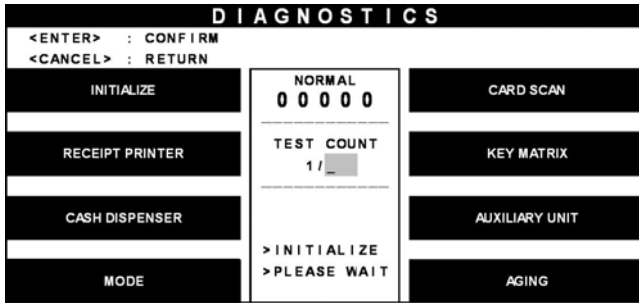 DIAGNOSTICS
<ENTER> : CONFIRM
<CANCEL> : RETURN
INITIALIZE
RECEIPT PRINTER
CASH DISPENSER
MODE
NORMAL
00000
TEST COUNT
1/_
>INITIALIZE
>PLEASE WAIT
CARD SCAN
KEY MATRIX
AUXILIARY UNIT
AGING